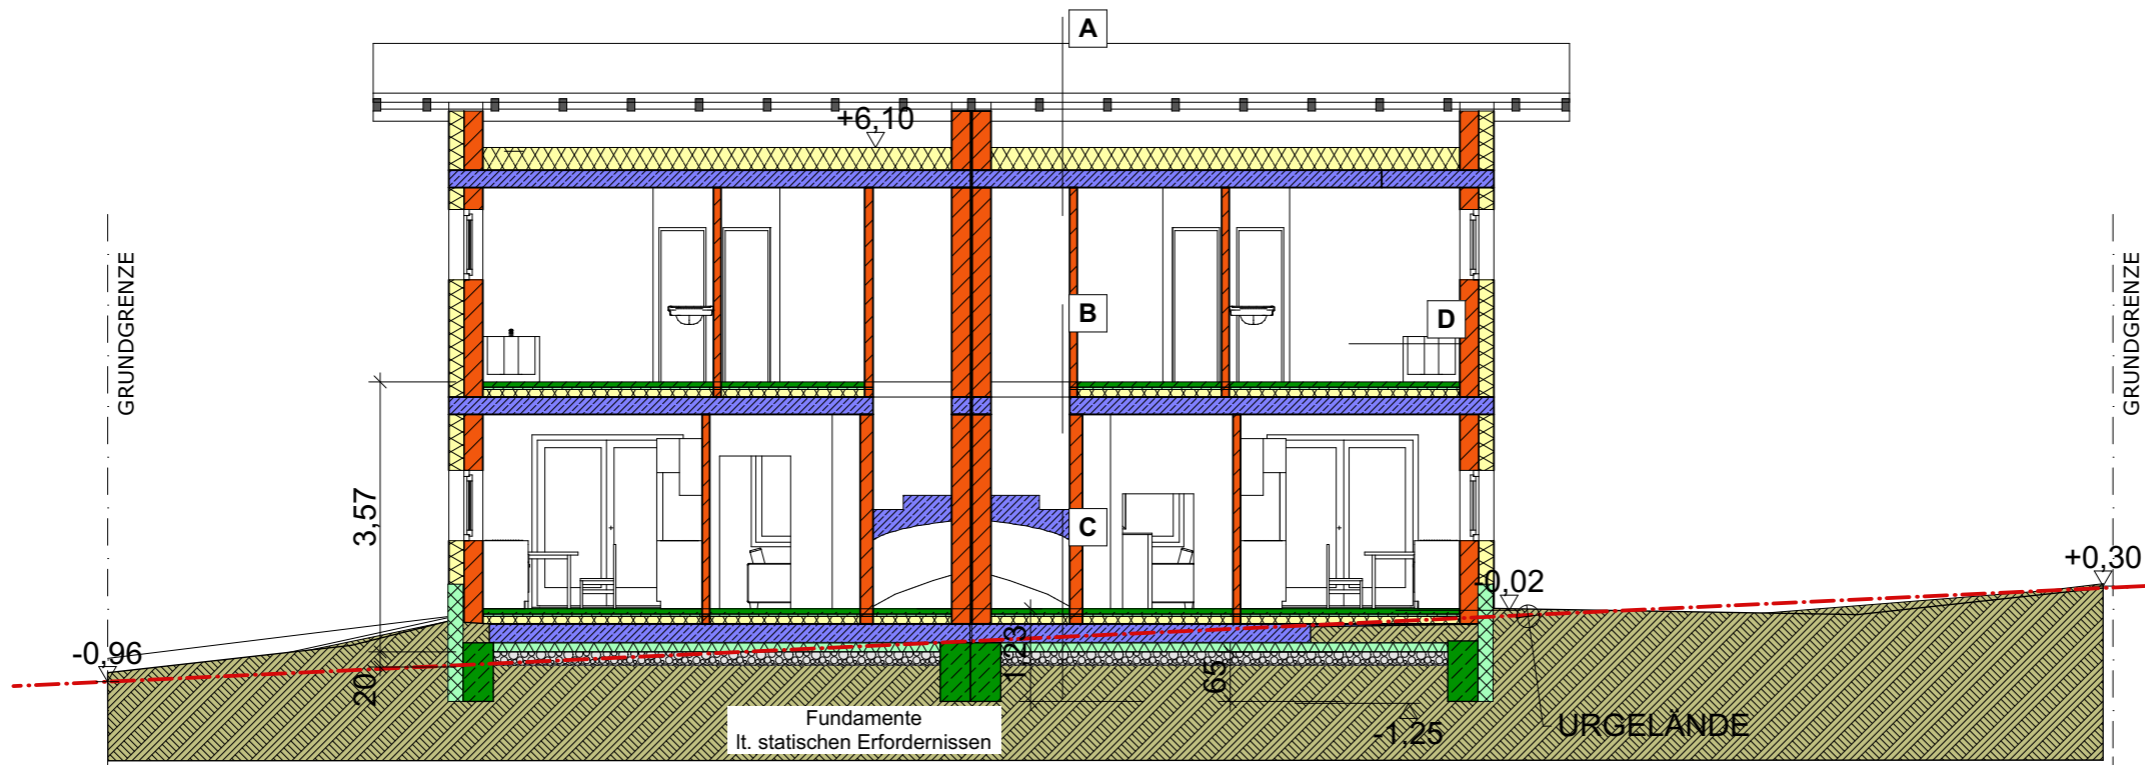 A
+6,10
GRUNDGRENZE
GRUNDGRENZE
B
D
3,57
C
-0,02
+0,30
-0,96
20
1,23
65
Fundamente
lt. statischen Erfordernissen
-1,25
URGELÄNDE